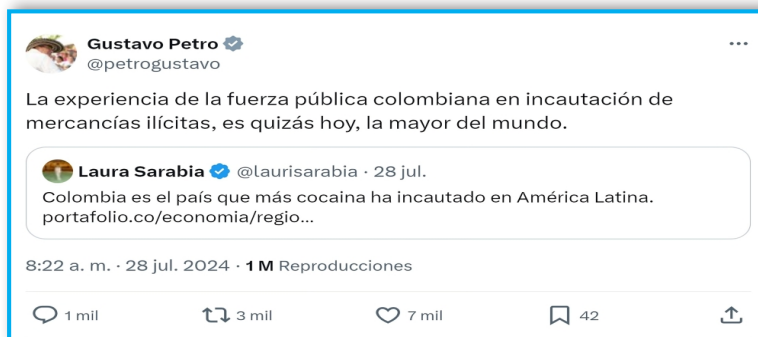 Gustavo Petro
@petrogustavo
La experiencia de la fuerza pública colombiana en incautación de
mercancías ilícitas, es quizás hoy, la mayor del mundo.
Laura Sarabia @laurisarabia · 28 jul.
Colombia es el país que más cocaina ha incautado en América Latina.
portafolio.co/economia/regio...
8:22 a. m. · 28 jul. 2024 · 1 M Reproducciones
1 mil 3 mil 7 mil 42